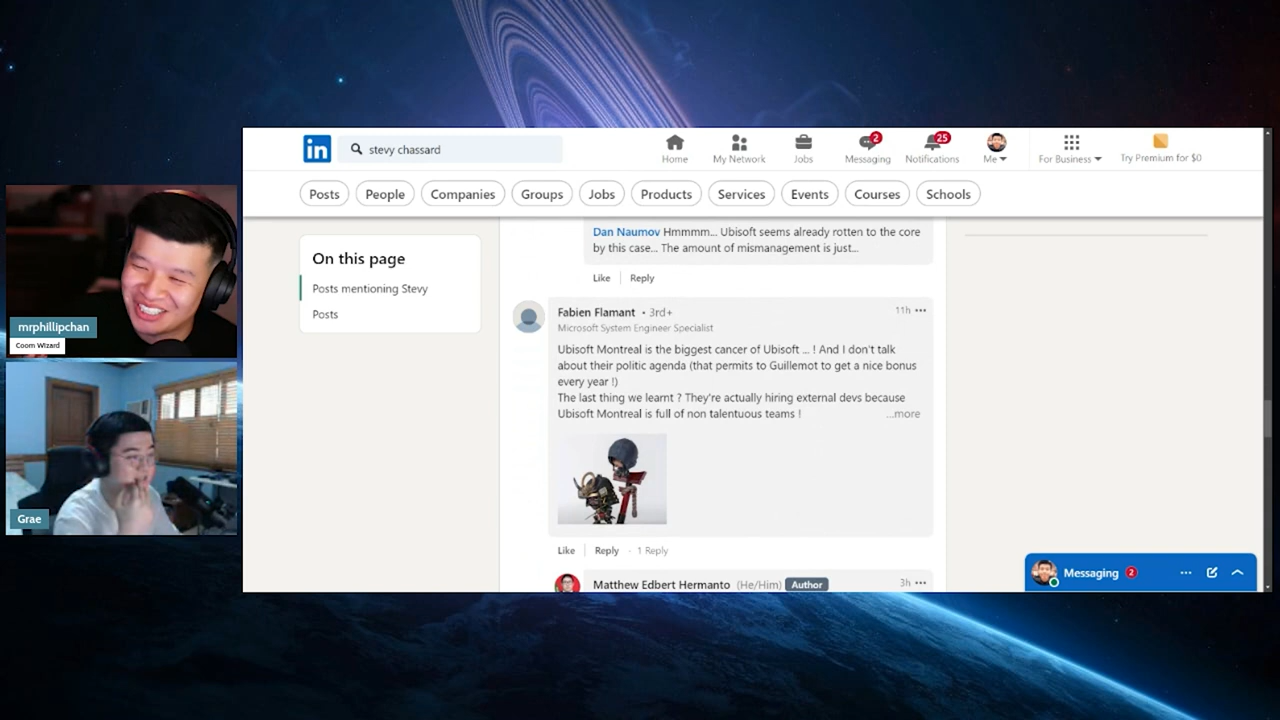 in
stevy chassard
Home
My Network
Jobs
2
Messaging
25
Notifications
Me
For Business
Try Premium for $0
Posts
People
Companies
Groups
Jobs
Products
Services
Events
Courses
Schools
On this page
Posts mentioning Stevy
Posts
Dan Naumov Hmmmm... Ubisoft seems already rotten to the core
by this case... The amount of mismanagement is just...
Like
Reply
Fabien Flamant • 3rd+
11h •••
Microsoft System Engineer Specialist
Ubisoft Montreal is the biggest cancer of Ubisoft ... ! And I don't talk
about their politic agenda (that permits to Guillemot to get a nice bonus
every year !)
The last thing we learnt ? They're actually hiring external devs because
Ubisoft Montreal is full of non talentuous teams !
...more
Like
Reply · 1 Reply
Matthew Edbert Hermanto (He/Him) Author
3h •••
Messaging 2
mrphillipchan
Coom Wizard
Grae